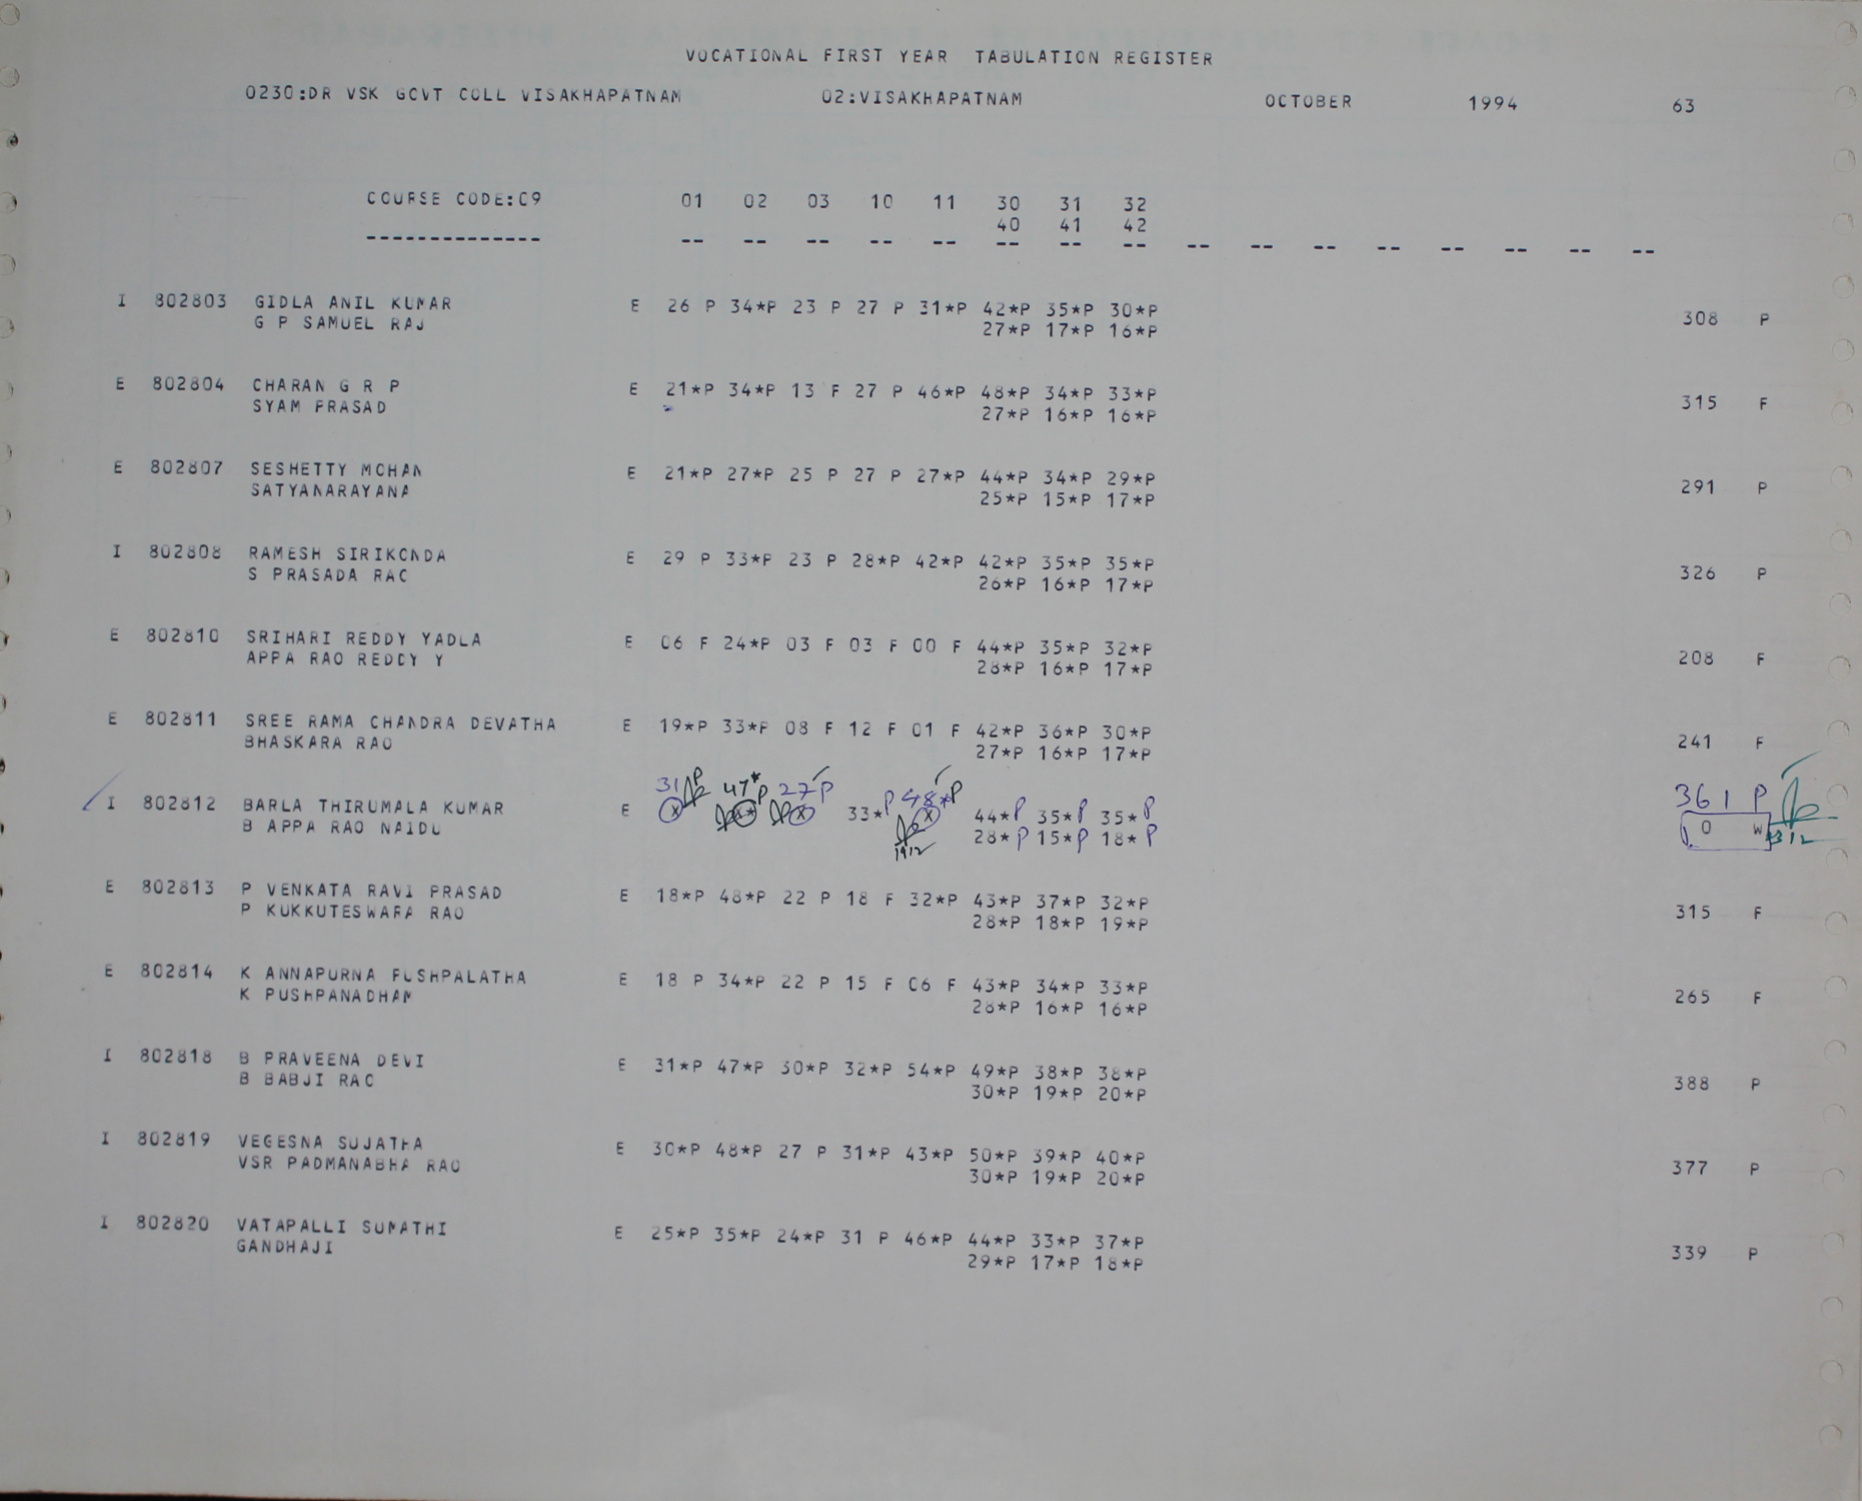 VOCATIONAL FIRST YEAR TABULATION REGISTER
0230:DR VSK GOVT COLL VISAKHAPATNAM 02:VISAKHAPATNAM OCTOBER 1994 63
COURSE CODE:C9 01 02 03 10 11 30 31 32
40 41 42
-------------- -- -- -- -- -- -- -- -- -- -- -- -- -- -- -- --
I 802803 GIDLA ANIL KUMAR E 26 P 34*P 23 P 27 P 31*P 42*P 35*P 30*P
G P SAMUEL RAJ 27*P 17*P 16*P 308 P
E 802804 CHARAN G R P E 21*P 34*P 13 F 27 P 46*P 48*P 34*P 33*P
SYAM PRASAD 27*P 16*P 16*P 315 F
E 802807 SESHETTY MOHAN E 21*P 27*P 25 P 27 P 27*P 44*P 34*P 29*P
SATYANARAYANA 25*P 15*P 17*P 291 P
I 802808 RAMESH SIRIKONDA E 29 P 33*P 23 P 28*P 42*P 42*P 35*P 35*P
S PRASADA RAO 26*P 16*P 17*P 326 P
E 802810 SRIHARI REDDY YADLA E 06 F 24*P 03 F 03 F 00 F 44*P 35*P 32*P
APPA RAO REDDY Y 28*P 16*P 17*P 208 F
E 802811 SREE RAMA CHANDRA DEVATHA E 19*P 33*P 08 F 12 F 01 F 42*P 36*P 30*P
BHASKARA RAO 27*P 16*P 17*P 241 F
31 P 47*P 27 P 48*P 361 P
I 802812 BARLA THIRUMALA KUMAR E 33*P 44*P 35*P 35*P
B APPA RAO NAIDU 28*P 15*P 18*P 0 W
E 802813 P VENKATA RAVI PRASAD E 18*P 48*P 22 P 18 F 32*P 43*P 37*P 32*P
P KUKKUTESWARA RAO 28*P 18*P 19*P 315 F
E 802814 K ANNAPURNA PUSHPALATHA E 18 P 34*P 22 P 15 F 06 F 43*P 34*P 33*P
K PUSHPANADHAM 28*P 16*P 16*P 265 F
I 802818 B PRAVEENA DEVI E 31*P 47*P 30*P 32*P 54*P 49*P 38*P 38*P
B BABJI RAO 30*P 19*P 20*P 388 P
I 802819 VEGESNA SUJATHA E 30*P 48*P 27 P 31*P 43*P 50*P 39*P 40*P
VSR PADMANABHA RAO 30*P 19*P 20*P 377 P
I 802820 VATAPALLI SUMATHI E 25*P 35*P 24*P 31 P 46*P 44*P 33*P 37*P
GANDHAJI 29*P 17*P 18*P 339 P